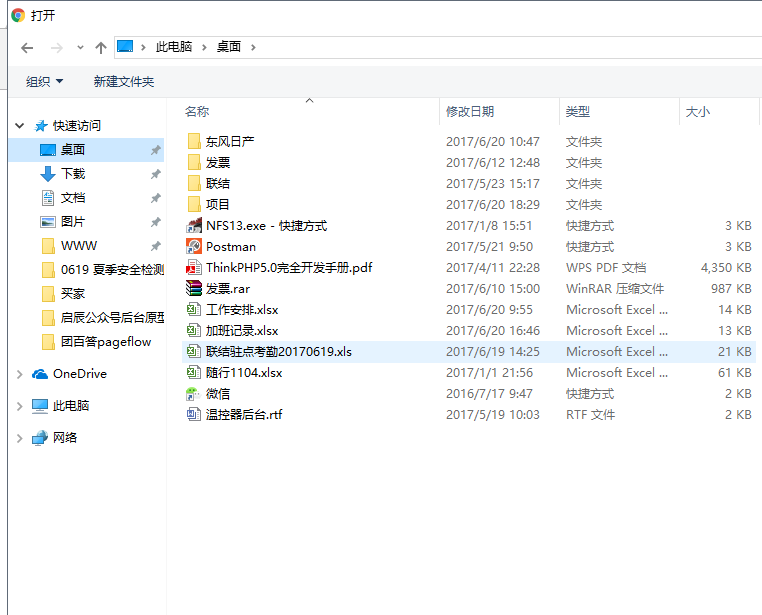 打开
此电脑 桌面
组织 新建文件夹
名称 修改日期 类型 大小
快速访问
桌面
下载
文档
图片
WWW
0619 夏季安全检测
买家
启辰公众号后台原型
团百答pageflow
OneDrive
此电脑
网络
东风日产 2017/6/20 10:47 文件夹
发票 2017/6/12 12:48 文件夹
联结 2017/5/23 15:17 文件夹
项目 2017/6/20 18:29 文件夹
NFS13.exe - 快捷方式 2017/1/8 15:51 快捷方式 3 KB
Postman 2017/5/21 9:50 快捷方式 3 KB
ThinkPHP5.0完全开发手册.pdf 2017/4/11 22:28 WPS PDF 文档 4,350 KB
发票.rar 2017/6/10 15:00 WinRAR 压缩文件 987 KB
工作安排.xlsx 2017/6/20 9:55 Microsoft Excel ... 14 KB
加班记录.xlsx 2017/6/20 16:46 Microsoft Excel ... 13 KB
联结驻点考勤20170619.xls 2017/6/19 14:25 Microsoft Excel ... 21 KB
随行1104.xlsx 2017/1/1 21:56 Microsoft Excel ... 61 KB
微信 2016/7/17 9:47 快捷方式 2 KB
温控器后台.rtf 2017/5/19 10:03 RTF 文件 2 KB